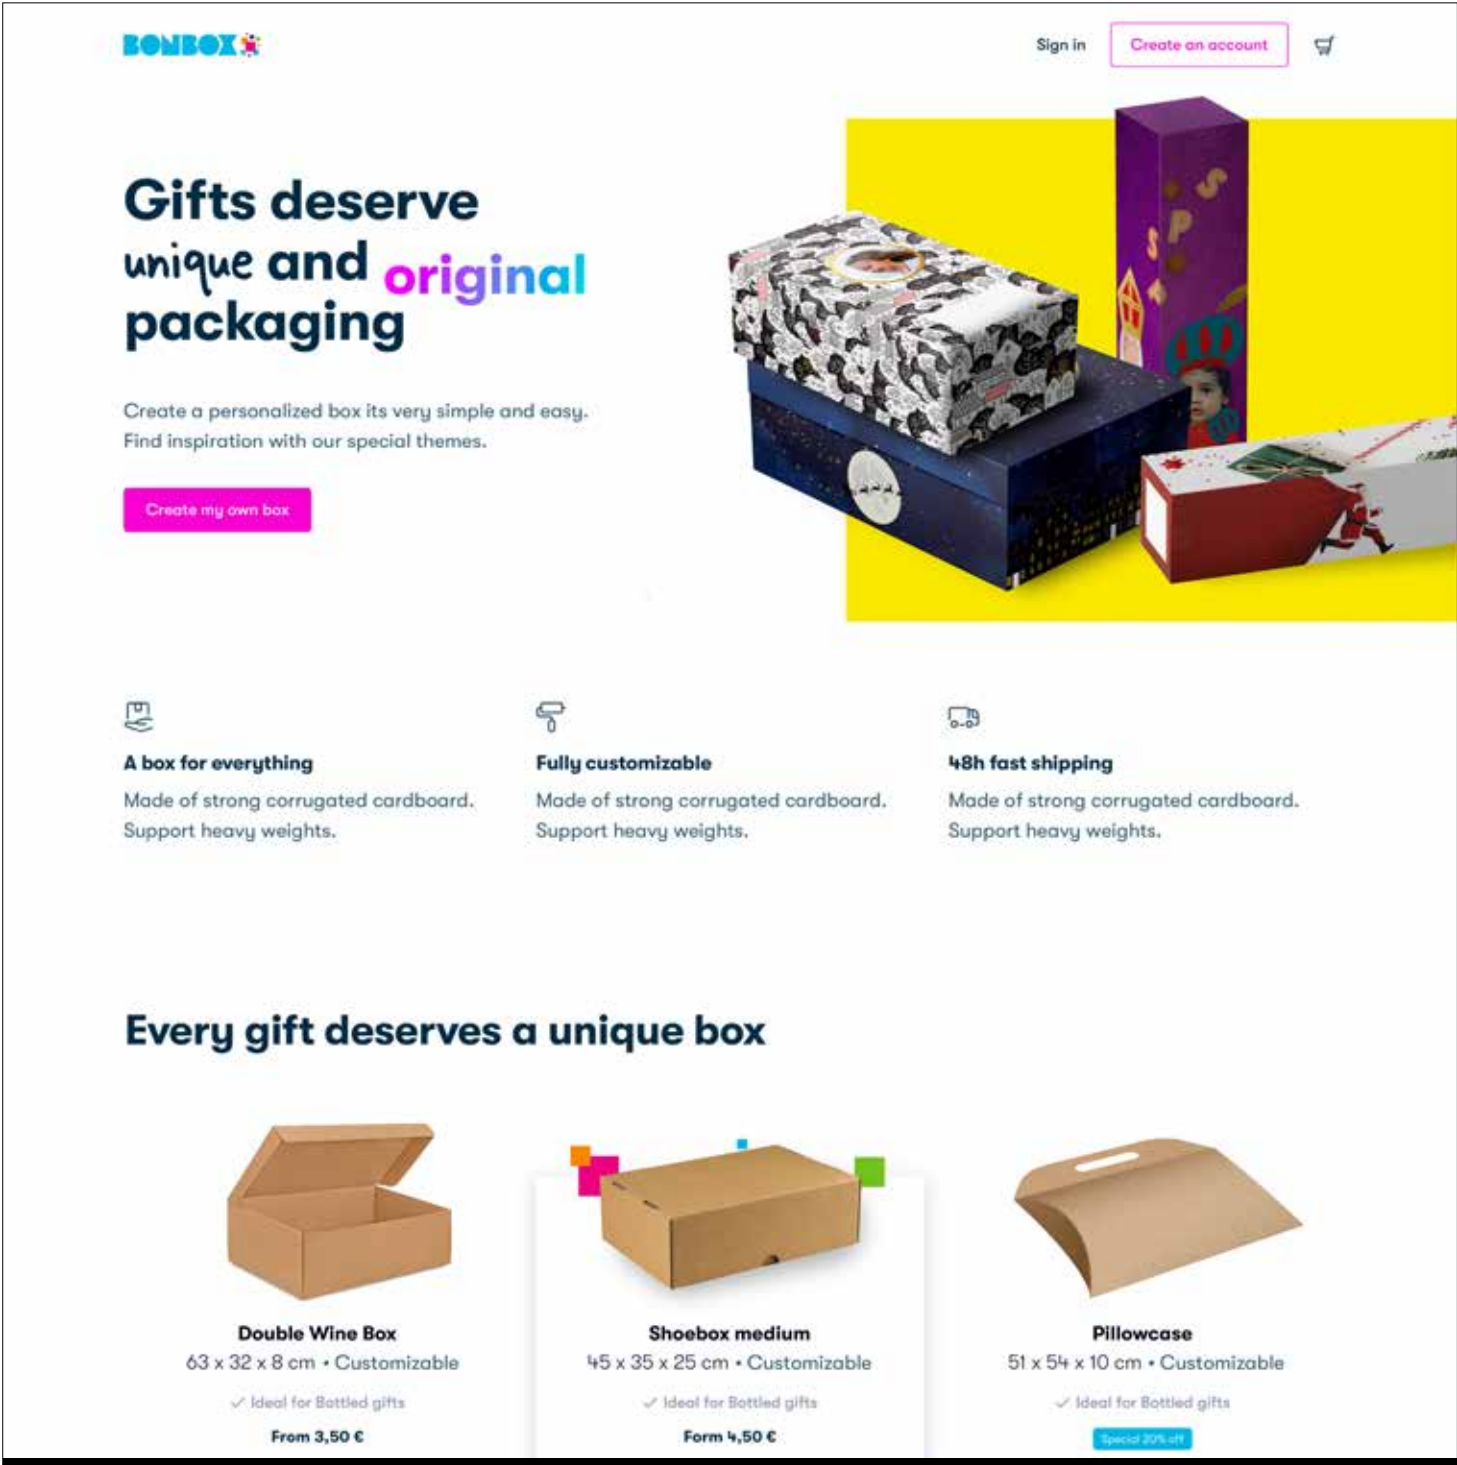 BONBOX
Sign in
Create an account
Gifts deserve
unique and original
packaging
Create a personalized box its very simple and easy.
Find inspiration with our special themes.
Create my own box
A box for everything
Made of strong corrugated cardboard.
Support heavy weights.
Fully customizable
Made of strong corrugated cardboard.
Support heavy weights.
48h fast shipping
Made of strong corrugated cardboard.
Support heavy weights.
Every gift deserves a unique box
Double Wine Box
63 x 32 x 8 cm • Customizable
Ideal for Bottled gifts
From 3,50 €
Shoebox medium
45 x 35 x 25 cm • Customizable
Ideal for Bottled gifts
Form 4,50 €
Pillowcase
51 x 54 x 10 cm • Customizable
Ideal for Bottled gifts
Special 20% off